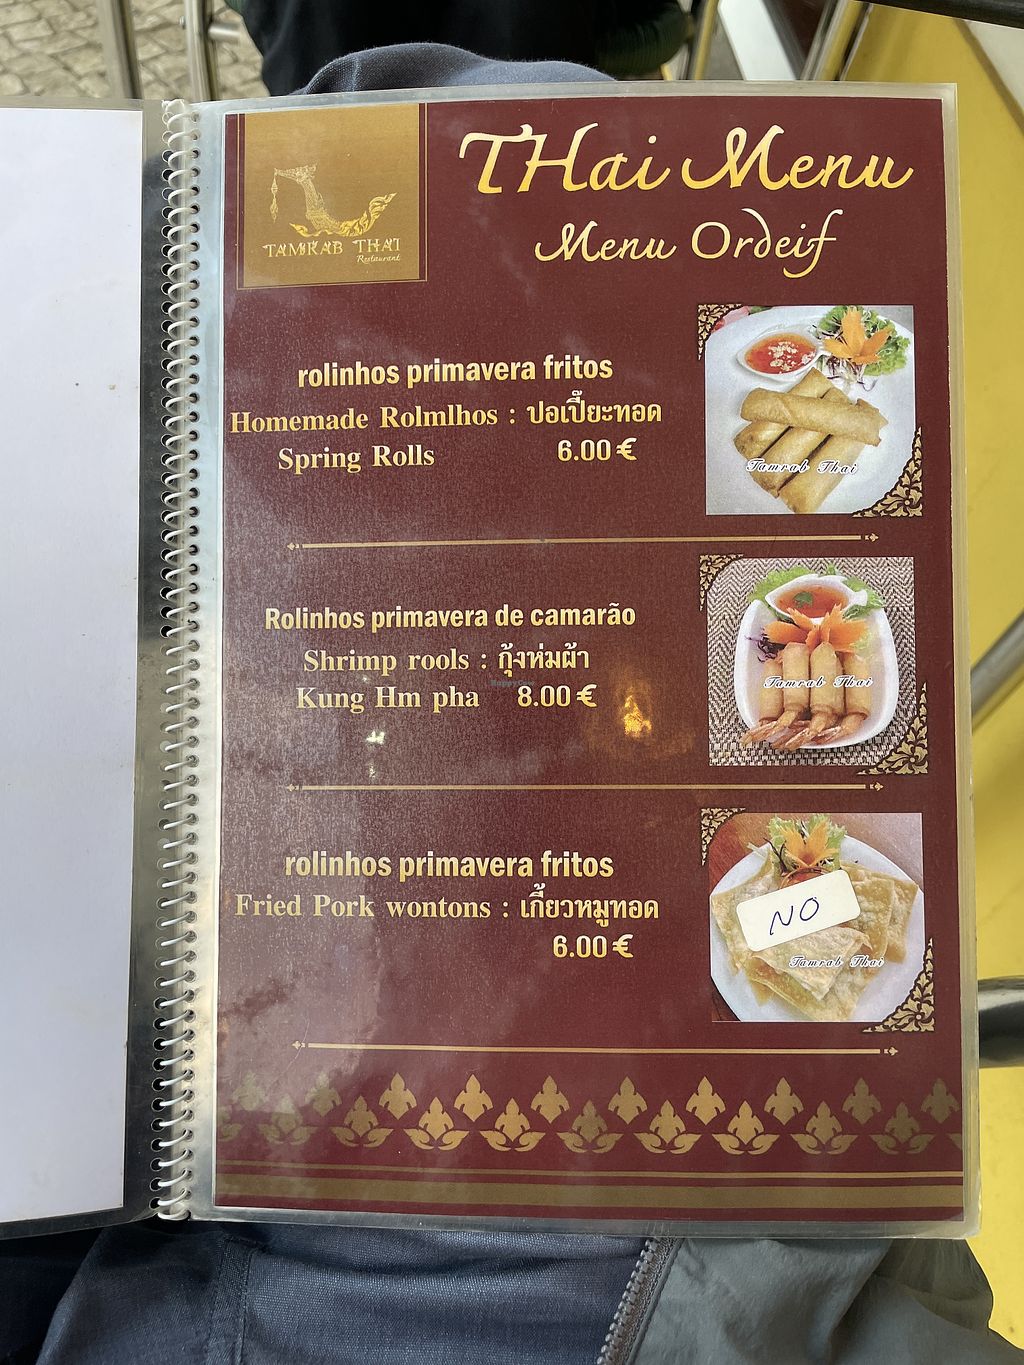 TAMRAB THAI
Restaurant
THai Menu
Menu Ordeif
rolinhos primavera fritos
Homemade Rolmlhos : ปอเปี๊ยะทอด
Spring Rolls 6.00 €
Tamrab Thai
Rolinhos primavera de camarão
Shrimp rools : กุ้งห่มผ้า
Kung Hm pha 8.00 €
Tamrab Thai
HappyCow
rolinhos primavera fritos
Fried Pork wontons : เกี้ยวหมูทอด
6.00 €
NO
Tamrab Thai